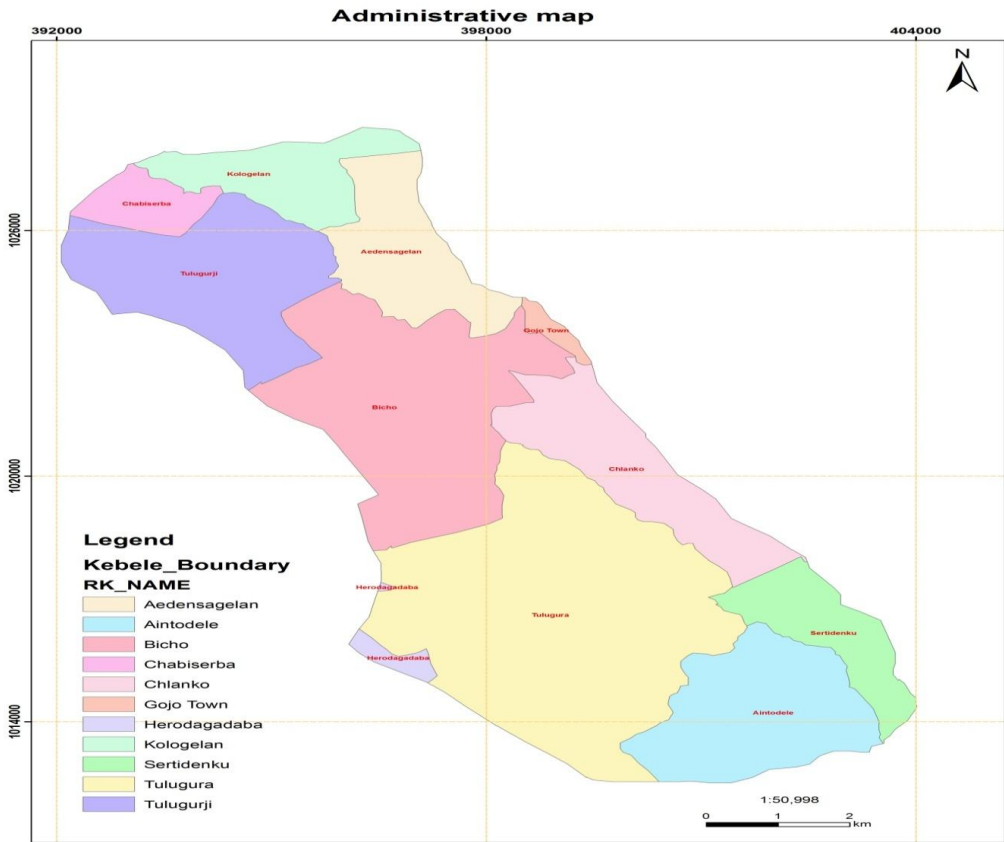 Administrative map
392000 398000 404000
N
Kologelan
Chabiserba
1026000
Aedensagelan
Tulugurji
Gojo Town
Bicho
Chlanko
1020000
Herodagadaba
Tulugura
Sertidenku
Herodagadaba
Aintodele
1014000
Legend
Kebele_Boundary
RK_NAME
Aedensagelan
Aintodele
Bicho
Chabiserba
Chlanko
Gojo Town
Herodagadaba
Kologelan
Sertidenku
Tulugura
Tulugurji
1:50,998
0 1 2
km